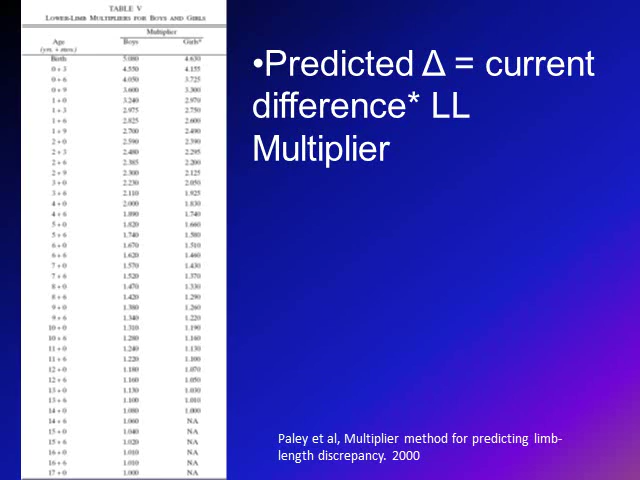 TABLE V
LOWER-LIMB MULTIPLIERS FOR BOYS AND GIRLS
Multiplier
Age
(yrs. + mos.) Boys Girls*
Birth 5.080 4.630
0 + 3 4.550 4.155
0 + 6 4.050 3.725
0 + 9 3.600 3.300
1 + 0 3.240 2.970
1 + 3 2.975 2.750
1 + 6 2.825 2.600
1 + 9 2.700 2.490
2 + 0 2.590 2.390
2 + 3 2.480 2.295
2 + 6 2.385 2.200
2 + 9 2.300 2.125
3 + 0 2.230 2.050
3 + 6 2.110 1.925
4 + 0 2.000 1.830
4 + 6 1.890 1.740
5 + 0 1.820 1.660
5 + 6 1.740 1.580
6 + 0 1.670 1.510
6 + 6 1.620 1.460
7 + 0 1.570 1.430
7 + 6 1.520 1.370
8 + 0 1.470 1.330
8 + 6 1.420 1.290
9 + 0 1.380 1.260
9 + 6 1.340 1.220
10 + 0 1.310 1.190
10 + 6 1.280 1.160
11 + 0 1.240 1.130
11 + 6 1.220 1.100
12 + 0 1.180 1.070
12 + 6 1.160 1.050
13 + 0 1.130 1.030
13 + 6 1.100 1.010
14 + 0 1.080 1.000
14 + 6 1.060 NA
15 + 0 1.040 NA
15 + 6 1.020 NA
16 + 0 1.010 NA
16 + 6 1.010 NA
17 + 0 1.000 NA
•Predicted Δ = current
difference* LL
Multiplier
Paley et al, Multiplier method for predicting limb-
length discrepancy. 2000